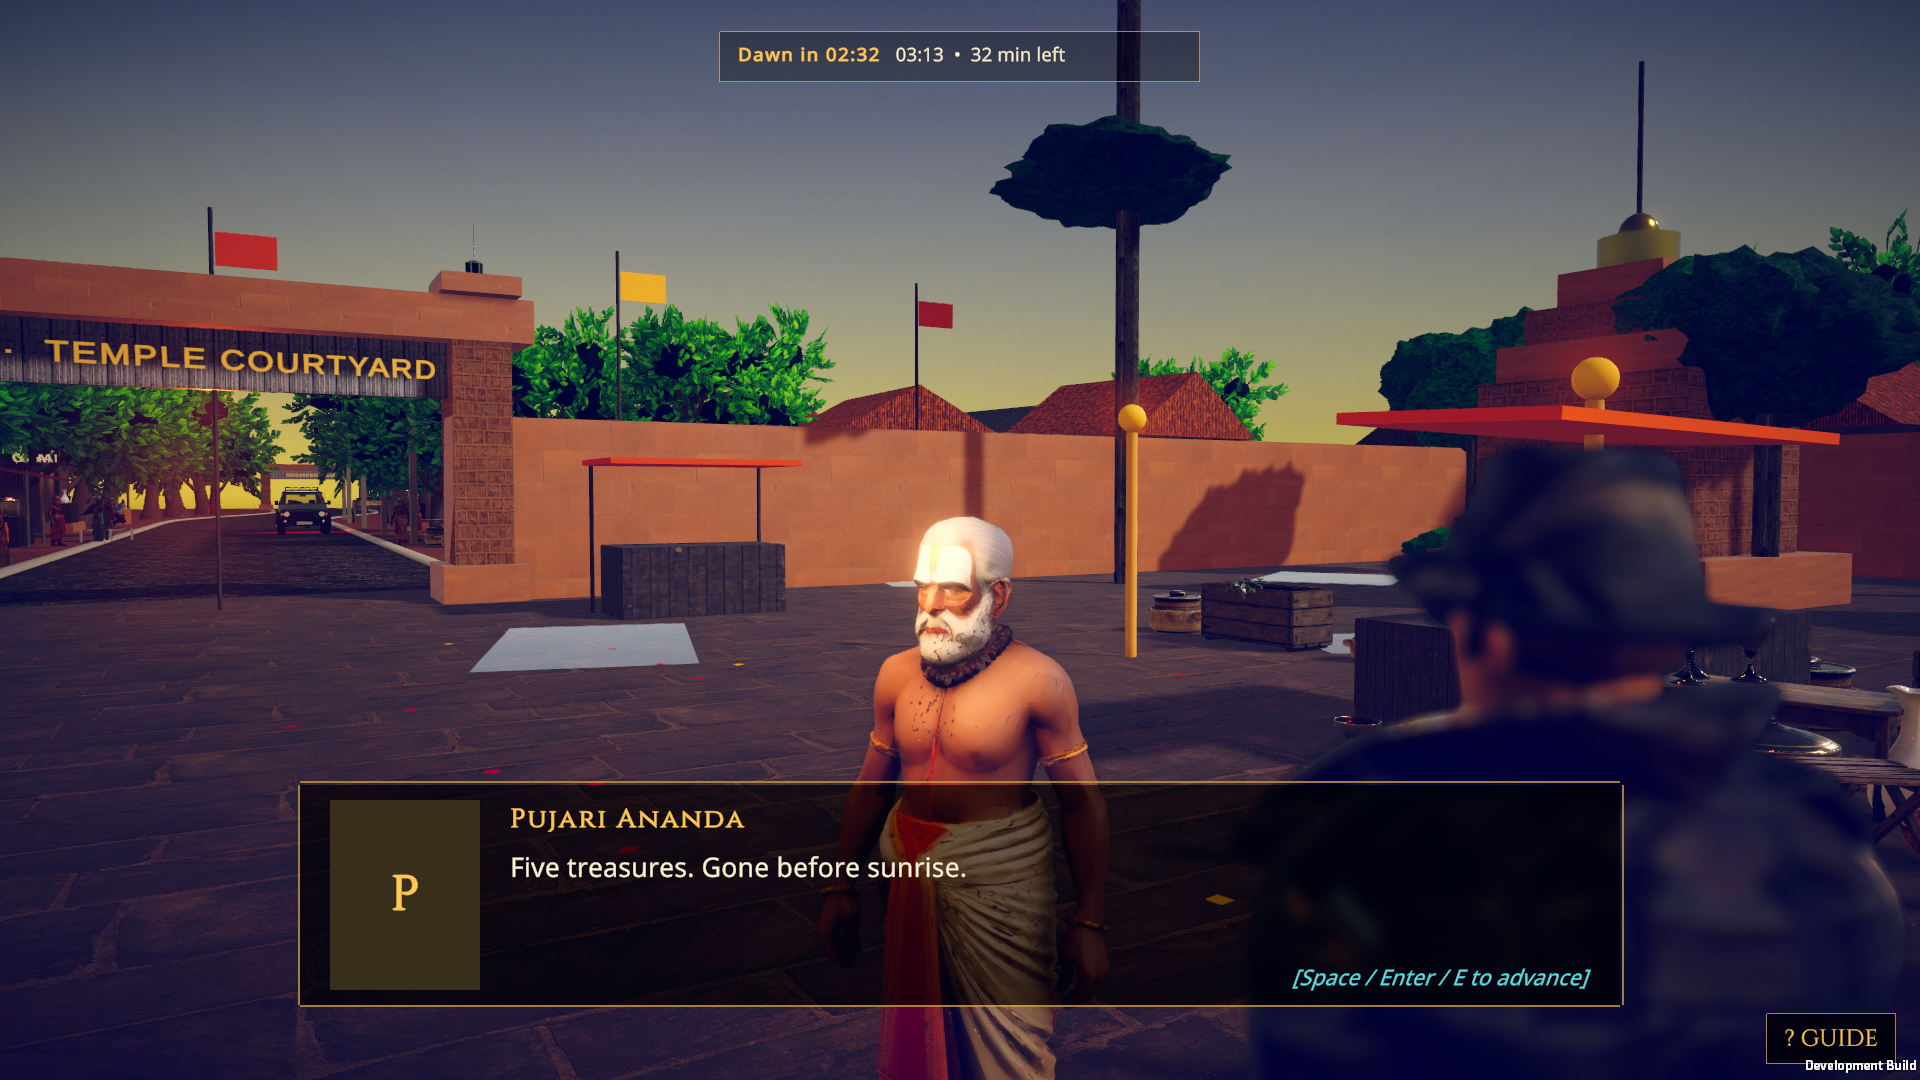 Dawn in 02:32 03:13 • 32 min left
· TEMPLE COURTYARD
Pujari Ananda
P
Five treasures. Gone before sunrise.
[Space / Enter / E to advance]
? GUIDE
Development Build